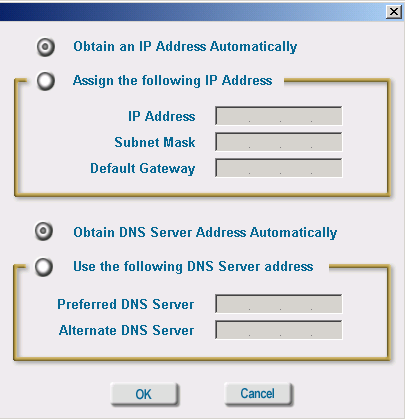 Obtain an IP Address Automatically
Assign the following IP Address
IP Address
Subnet Mask
Default Gateway
Obtain DNS Server Address Automatically
Use the following DNS Server address
Preferred DNS Server
Alternate DNS Server
OK Cancel